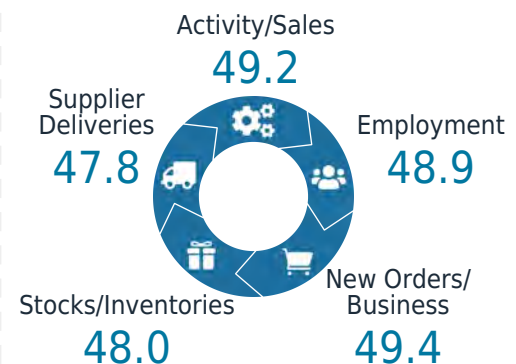 Activity/Sales
49.2
Supplier
Deliveries
47.8
Employment
48.9
Stocks/Inventories
48.0
New Orders/
Business
49.4